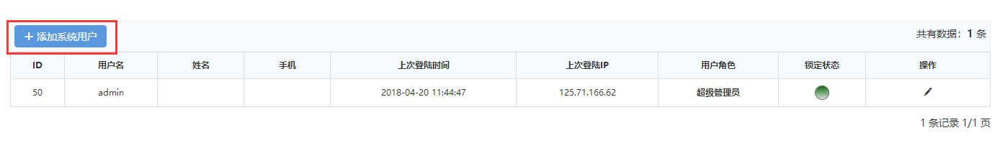 添加系统用户
共有数据：1 条
ID 用户名 姓名 手机 上次登陆时间 上次登陆IP 用户角色 锁定状态 操作
50 admin 2018-04-20 11:44:47 125.71.166.62 超级管理员
1 条记录 1/1 页